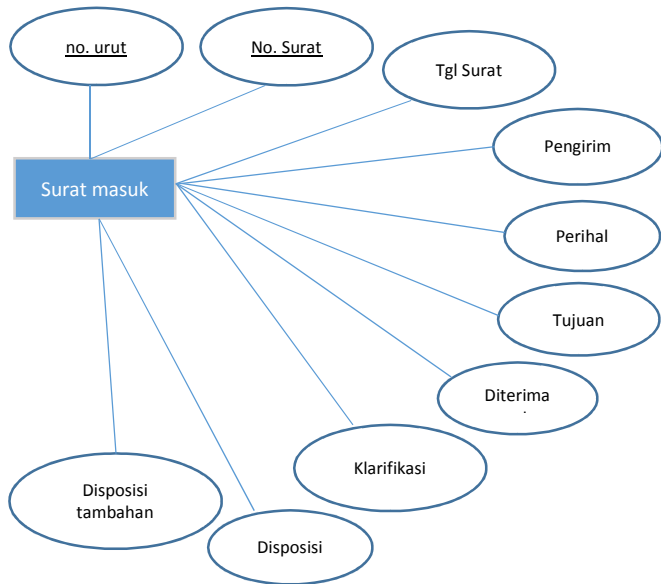 no. urut
No. Surat
Tgl Surat
Pengirim
Surat masuk
Perihal
Tujuan
Diterima
Klarifikasi
Disposisi
tambahan
Disposisi